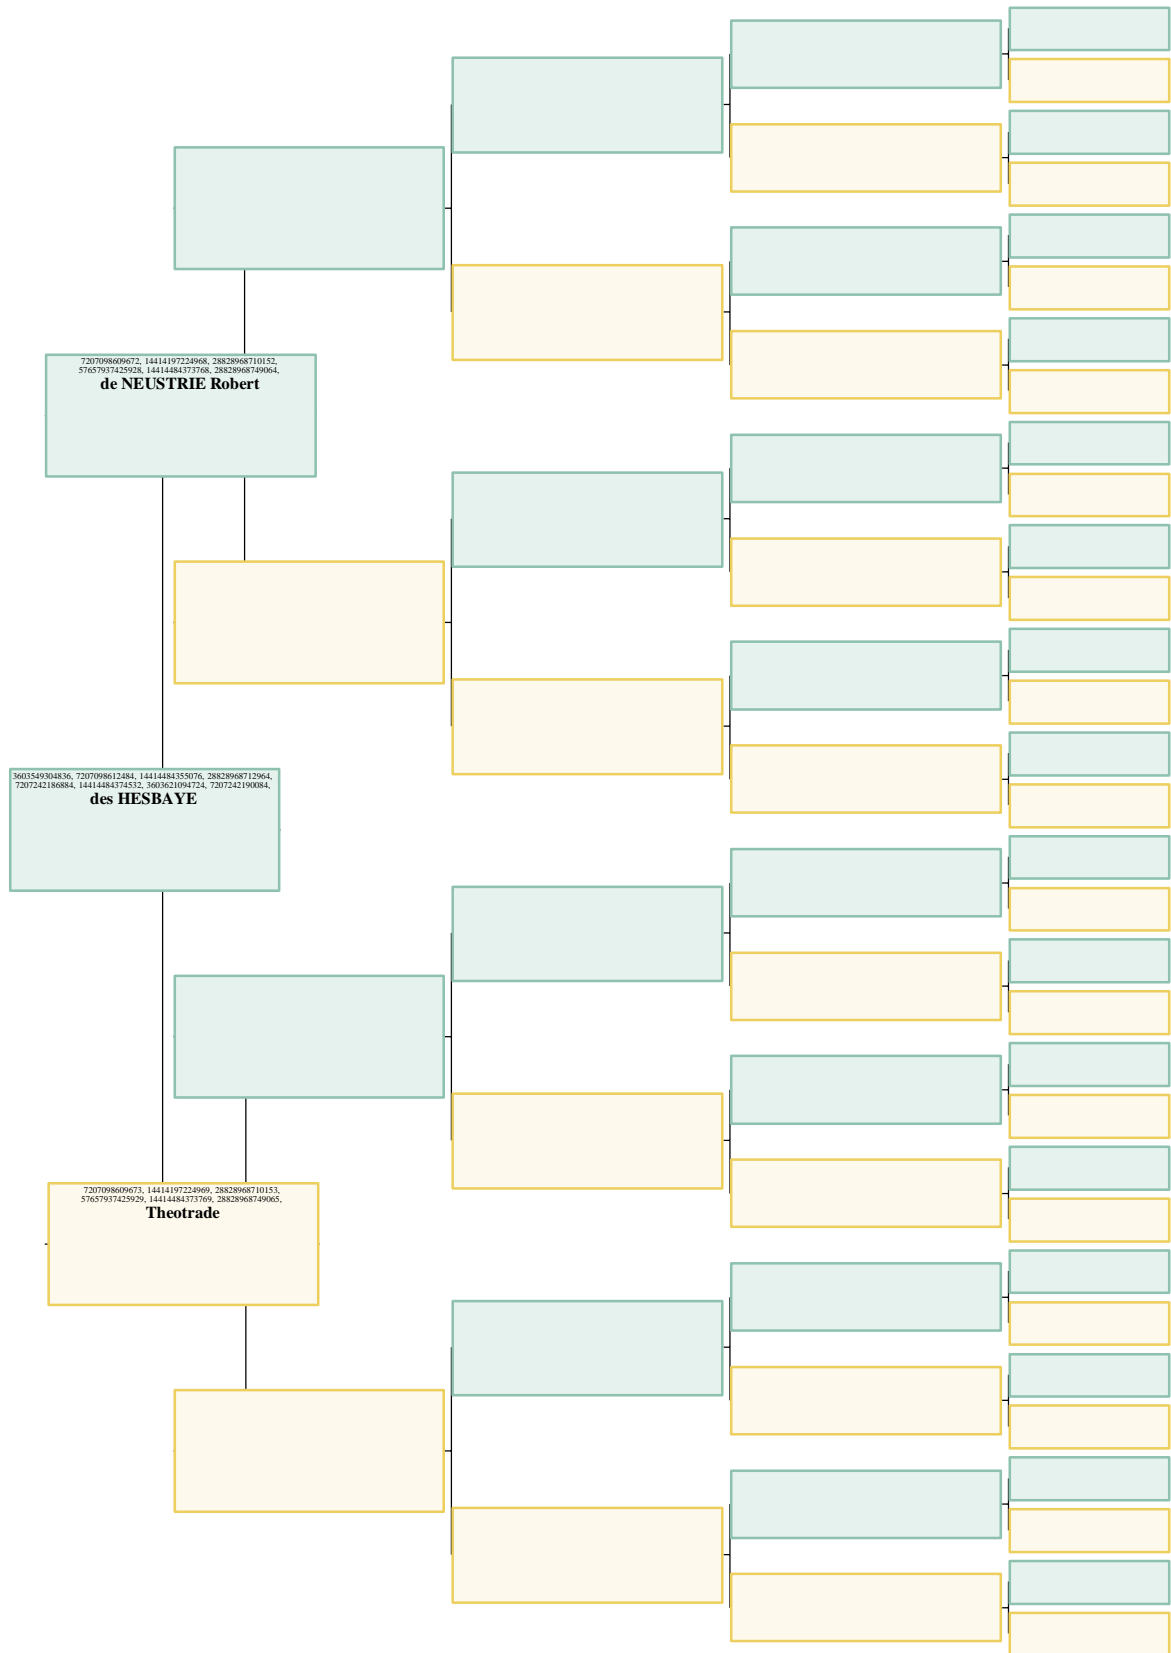 7207098609672, 14414197224968, 28828968710152,
57657937425928, 14414484373768, 28828968749064,
de NEUSTRIE Robert
3603549304836, 7207098612484, 14414484355076, 28828968712964,
7207242186884, 14414484374532, 3603621094724, 7207242190084,
des HESBAYE
7207098609673, 14414197224969, 28828968710153,
57657937425929, 14414484373769, 28828968749065,
Theotrade